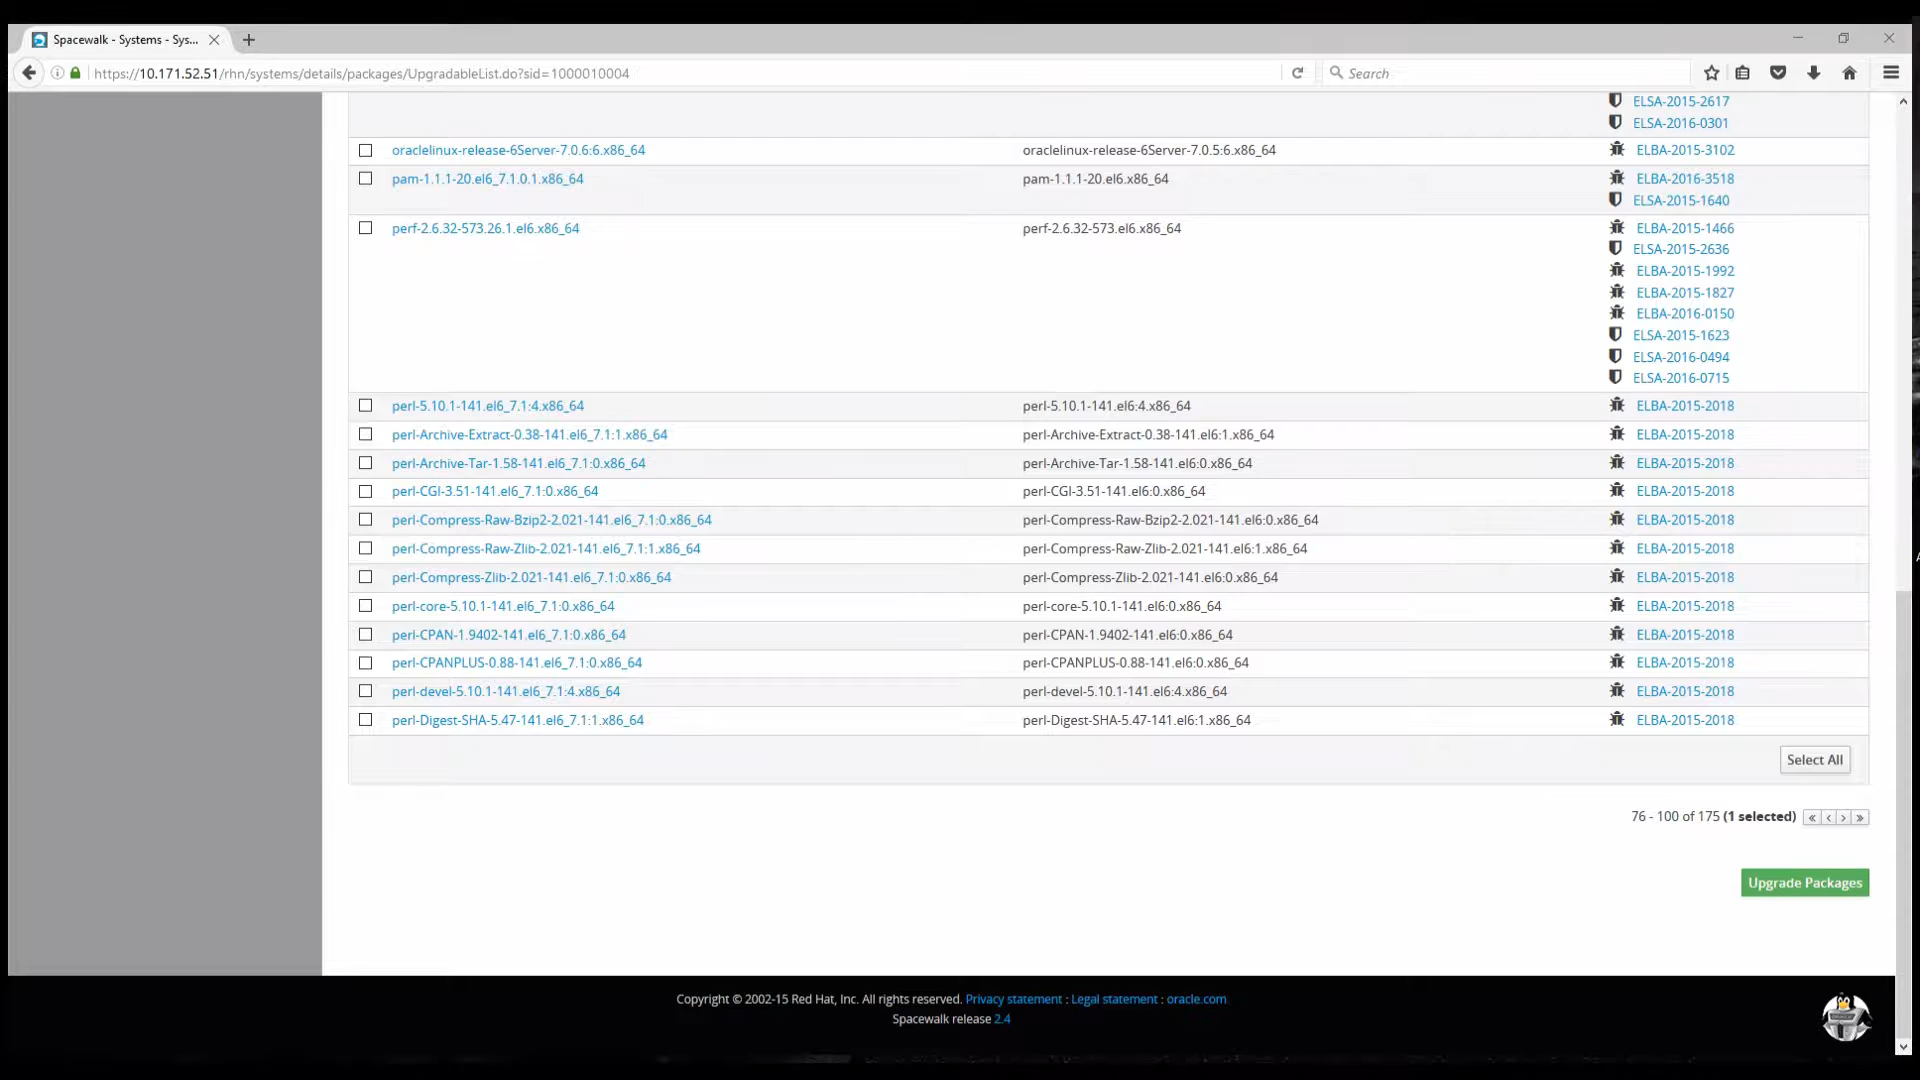 Spacewalk - Systems - Sys...
https://10.171.52.51/rhn/systems/details/packages/UpgradableList.do?sid=1000010004
Search
ELSA-2015-2617
ELSA-2016-0301
oraclelinux-release-6Server-7.0.6:6.x86_64 oraclelinux-release-6Server-7.0.5:6.x86_64 ELBA-2015-3102
pam-1.1.1-20.el6_7.1.0.1.x86_64 pam-1.1.1-20.el6.x86_64 ELBA-2016-3518
ELSA-2015-1640
perf-2.6.32-573.26.1.el6.x86_64 perf-2.6.32-573.el6.x86_64 ELBA-2015-1466
ELSA-2015-2636
ELBA-2015-1992
ELBA-2015-1827
ELBA-2016-0150
ELSA-2015-1623
ELSA-2016-0494
ELSA-2016-0715
perl-5.10.1-141.el6_7.1:4.x86_64 perl-5.10.1-141.el6:4.x86_64 ELBA-2015-2018
perl-Archive-Extract-0.38-141.el6_7.1:1.x86_64 perl-Archive-Extract-0.38-141.el6:1.x86_64 ELBA-2015-2018
perl-Archive-Tar-1.58-141.el6_7.1:0.x86_64 perl-Archive-Tar-1.58-141.el6:0.x86_64 ELBA-2015-2018
perl-CGI-3.51-141.el6_7.1:0.x86_64 perl-CGI-3.51-141.el6:0.x86_64 ELBA-2015-2018
perl-Compress-Raw-Bzip2-2.021-141.el6_7.1:0.x86_64 perl-Compress-Raw-Bzip2-2.021-141.el6:0.x86_64 ELBA-2015-2018
perl-Compress-Raw-Zlib-2.021-141.el6_7.1:1.x86_64 perl-Compress-Raw-Zlib-2.021-141.el6:1.x86_64 ELBA-2015-2018
perl-Compress-Zlib-2.021-141.el6_7.1:0.x86_64 perl-Compress-Zlib-2.021-141.el6:0.x86_64 ELBA-2015-2018
perl-core-5.10.1-141.el6_7.1:0.x86_64 perl-core-5.10.1-141.el6:0.x86_64 ELBA-2015-2018
perl-CPAN-1.9402-141.el6_7.1:0.x86_64 perl-CPAN-1.9402-141.el6:0.x86_64 ELBA-2015-2018
perl-CPANPLUS-0.88-141.el6_7.1:0.x86_64 perl-CPANPLUS-0.88-141.el6:0.x86_64 ELBA-2015-2018
perl-devel-5.10.1-141.el6_7.1:4.x86_64 perl-devel-5.10.1-141.el6:4.x86_64 ELBA-2015-2018
perl-Digest-SHA-5.47-141.el6_7.1:1.x86_64 perl-Digest-SHA-5.47-141.el6:1.x86_64 ELBA-2015-2018
Select All
76 - 100 of 175 (1 selected)
Upgrade Packages
Copyright © 2002-15 Red Hat, Inc. All rights reserved. Privacy statement : Legal statement : oracle.com
Spacewalk release 2.4